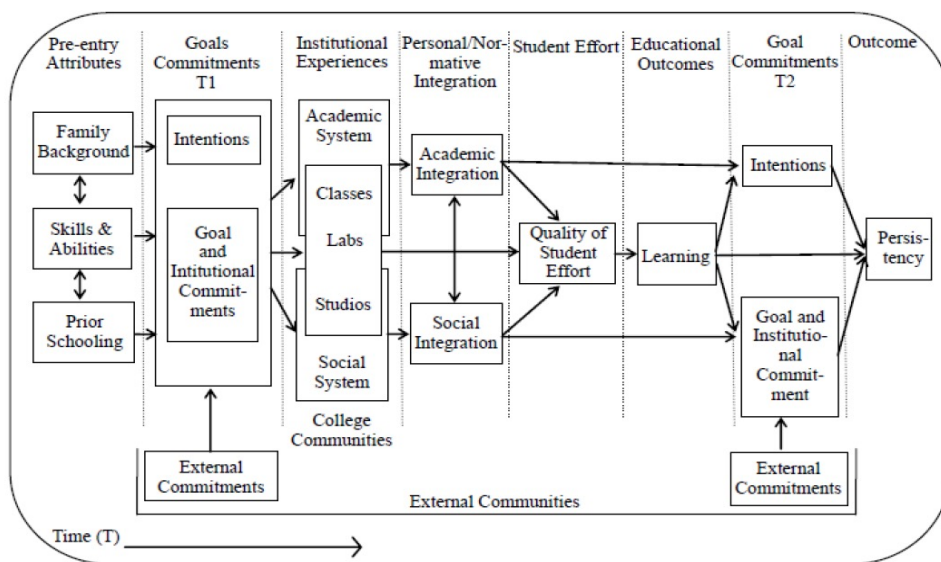 Pre-entry
Attributes
Goals
Commitments
T1
Institutional
Experiences
Personal/Nor-
mative
Integration
Student Effort
Educational
Outcomes
Goal
Commitments
T2
Outcome
Family
Background
Skills &
Abilities
Prior
Schooling
Intentions
Goal
and
Intitutional
Commit-
ments
Academic
System
Classes
Labs
Studios
Social
System
College
Communities
Academic
Integration
Social
Integration
Quality of
Student
Effort
Learning
Intentions
Goal and
Institutio-
nal
Commit-
ment
Persis-
tency
External
Commitments
External
Commitments
External Communities
Time (T)